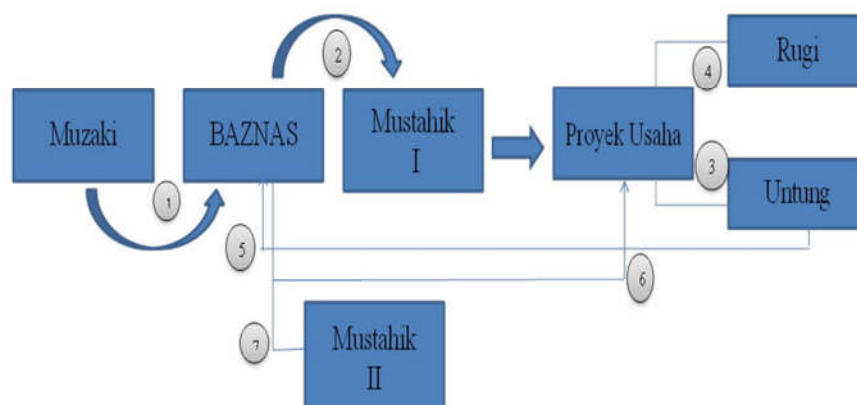 Muzaki
BAZNAS
Mustahik
I
Proyek Usaha
Rugi
Untung
Mustahik
II
1
2
3
4
5
6
7